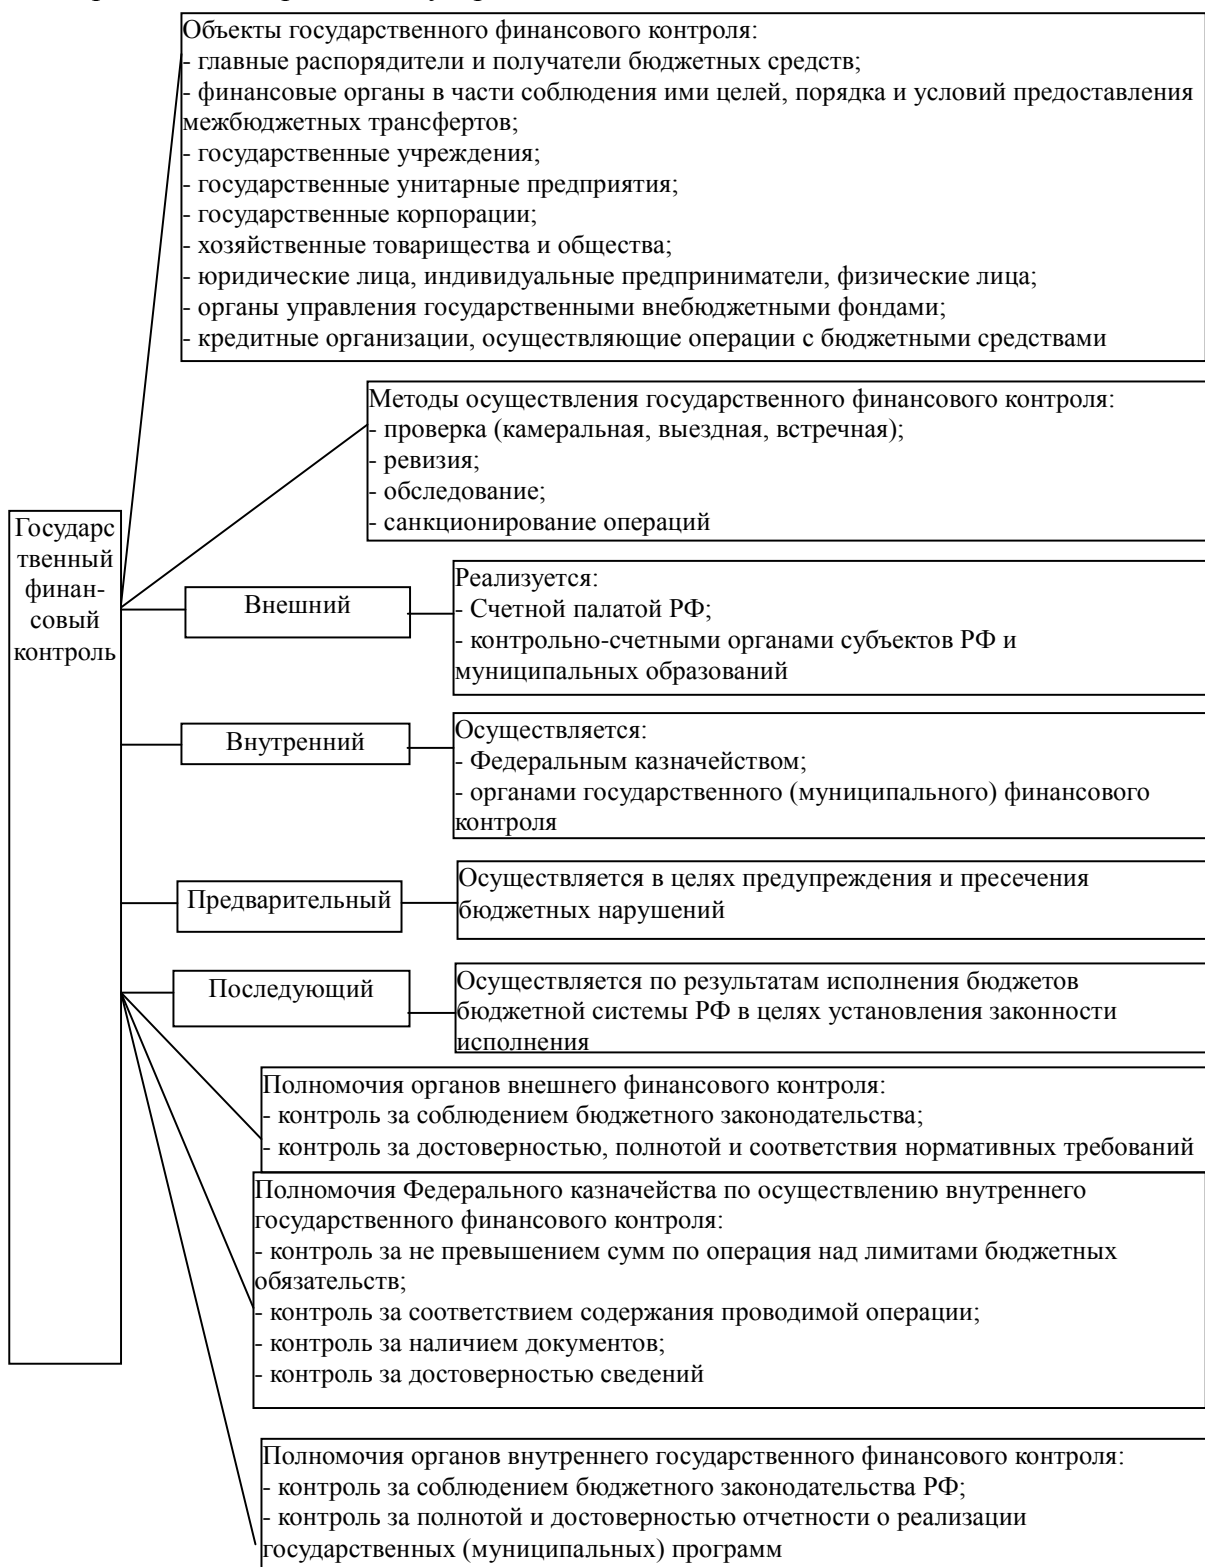 Объекты государственного финансового контроля:
- главные распорядители и получатели бюджетных средств;
- финансовые органы в части соблюдения ими целей, порядка и условий предоставления
межбюджетных трансфертов;
- государственные учреждения;
- государственные унитарные предприятия;
- государственные корпорации;
- хозяйственные товарищества и общества;
- юридические лица, индивидуальные предприниматели, физические лица;
- органы управления государственными внебюджетными фондами;
- кредитные организации, осуществляющие операции с бюджетными средствами
Методы осуществления государственного финансового контроля:
- проверка (камеральная, выездная, встречная);
- ревизия;
- обследование;
- санкционирование операций
Государс
твенный
финан-
совый
контроль
Внешний
Реализуется:
- Счетной палатой РФ;
- контрольно-счетными органами субъектов РФ и
муниципальных образований
Внутренний
Осуществляется:
- Федеральным казначейством;
- органами государственного (муниципального) финансового
контроля
Предварительный
Осуществляется в целях предупреждения и пресечения
бюджетных нарушений
Последующий
Осуществляется по результатам исполнения бюджетов
бюджетной системы РФ в целях установления законности
исполнения
Полномочия органов внешнего финансового контроля:
- контроль за соблюдением бюджетного законодательства;
- контроль за достоверностью, полнотой и соответствия нормативных требований
Полномочия Федерального казначейства по осуществлению внутреннего
государственного финансового контроля:
- контроль за не превышением сумм по операция над лимитами бюджетных
обязательств;
- контроль за соответствием содержания проводимой операции;
- контроль за наличием документов;
- контроль за достоверностью сведений
Полномочия органов внутреннего государственного финансового контроля:
- контроль за соблюдением бюджетного законодательства РФ;
- контроль за полнотой и достоверностью отчетности о реализации
государственных (муниципальных) программ